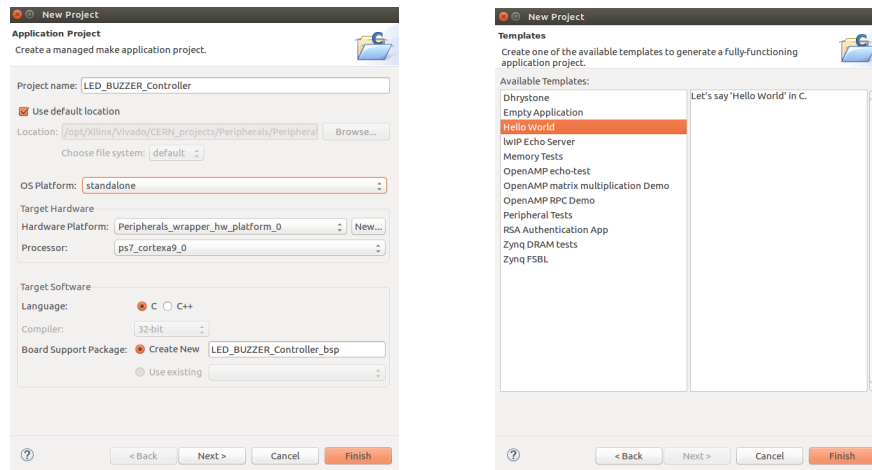 New Project
Application Project
Create a managed make application project.
Project name: LED_BUZZER_Controller
Use default location
Location: /opt/Xilinx/Vivado/CERN_projects/Peripherals/Peripheral Browse...
Choose file system: default
OS Platform: standalone
Target Hardware
Hardware Platform: Peripherals_wrapper_hw_platform_0 New...
Processor: ps7_cortexa9_0
Target Software
Language: C C++
Compiler: 32-bit
Board Support Package: Create New LED_BUZZER_Controller_bsp
Use existing
? < Back Next > Cancel Finish
New Project
Templates
Create one of the available templates to generate a fully-functioning
application project.
Available Templates:
Dhrystone
Empty Application
Hello World
lwIP Echo Server
Memory Tests
OpenAMP echo-test
OpenAMP matrix multiplication Demo
OpenAMP RPC Demo
Peripheral Tests
RSA Authentication App
Zynq DRAM tests
Zynq FSBL
Let's say 'Hello World' in C.
? < Back Next > Cancel Finish